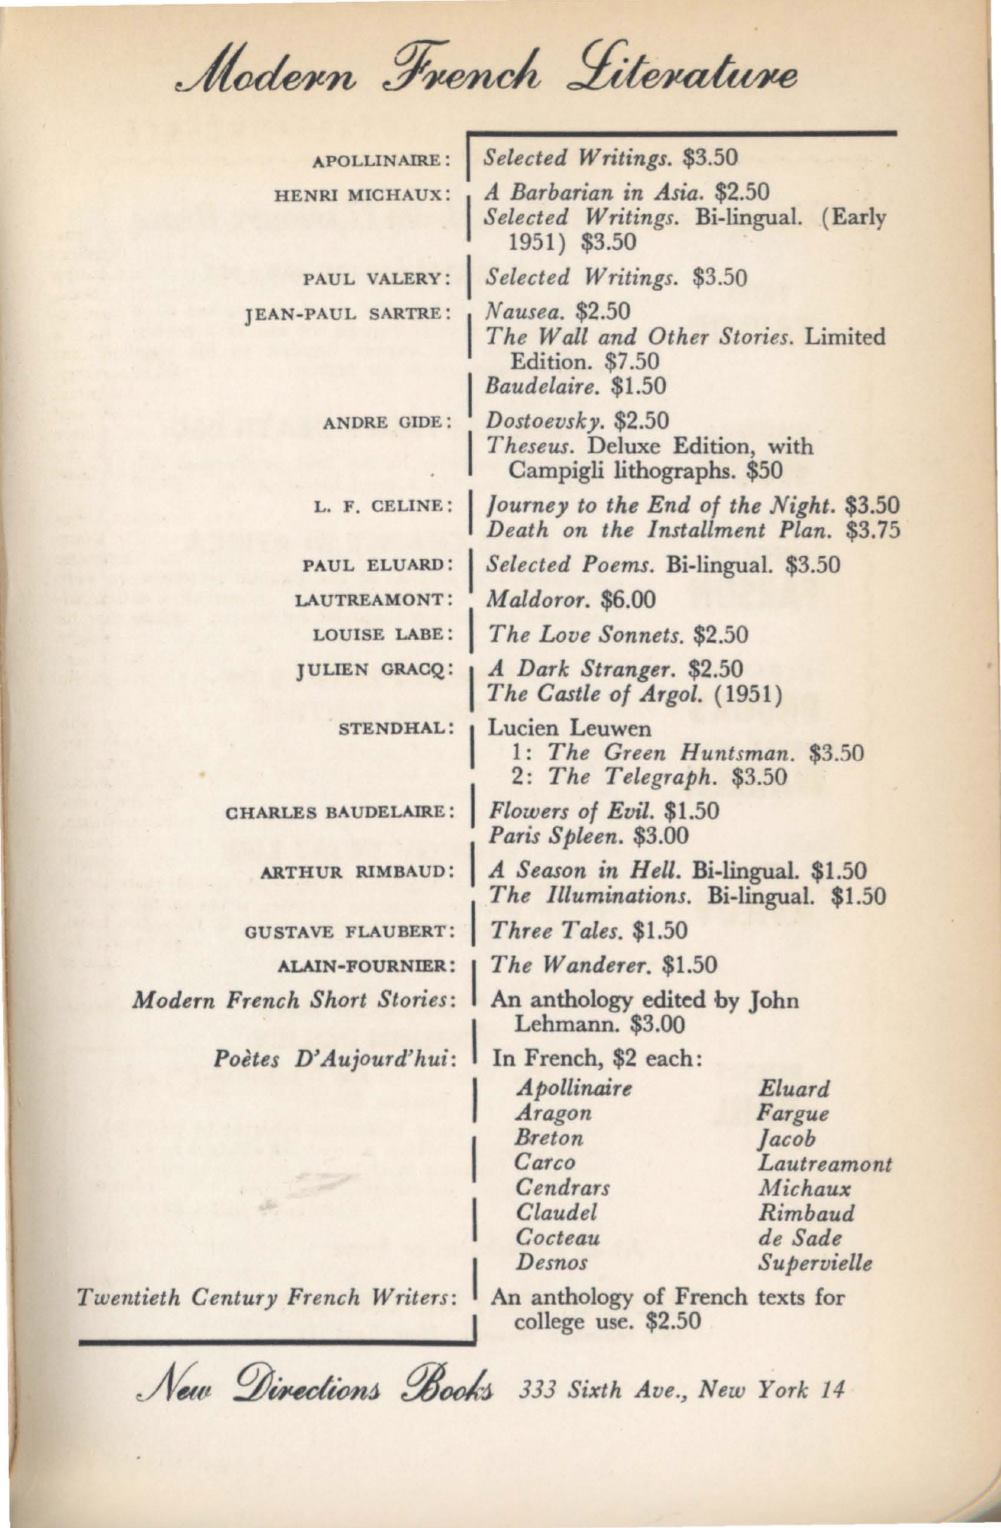 Modern French Literature
APOLLINAIRE: Selected Writings. $3.50
HENRI MICHAUX: A Barbarian in Asia. $2.50
Selected Writings. Bi-lingual. (Early
1951) $3.50
PAUL VALERY: Selected Writings. $3.50
JEAN-PAUL SARTRE: Nausea. $2.50
The Wall and Other Stories. Limited
Edition. $7.50
Baudelaire. $1.50
ANDRE GIDE: Dostoevsky. $2.50
Theseus. Deluxe Edition, with
Campigli lithographs. $50
L. F. CELINE: Journey to the End of the Night. $3.50
Death on the Installment Plan. $3.75
PAUL ELUARD: Selected Poems. Bi-lingual. $3.50
LAUTREAMONT: Maldoror. $6.00
LOUISE LABE: The Love Sonnets. $2.50
JULIEN GRACQ: A Dark Stranger. $2.50
The Castle of Argol. (1951)
STENDHAL: Lucien Leuwen
1: The Green Huntsman. $3.50
2: The Telegraph. $3.50
CHARLES BAUDELAIRE: Flowers of Evil. $1.50
Paris Spleen. $3.00
ARTHUR RIMBAUD: A Season in Hell. Bi-lingual. $1.50
The Illuminations. Bi-lingual. $1.50
GUSTAVE FLAUBERT: Three Tales. $1.50
ALAIN-FOURNIER: The Wanderer. $1.50
Modern French Short Stories: An anthology edited by John
Lehmann. $3.00
Poètes D'Aujourd'hui: In French, $2 each:
Apollinaire Eluard
Aragon Fargue
Breton Jacob
Carco Lautreamont
Cendrars Michaux
Claudel Rimbaud
Cocteau de Sade
Desnos Supervielle
Twentieth Century French Writers: An anthology of French texts for
college use. $2.50
New Directions Books 333 Sixth Ave., New York 14